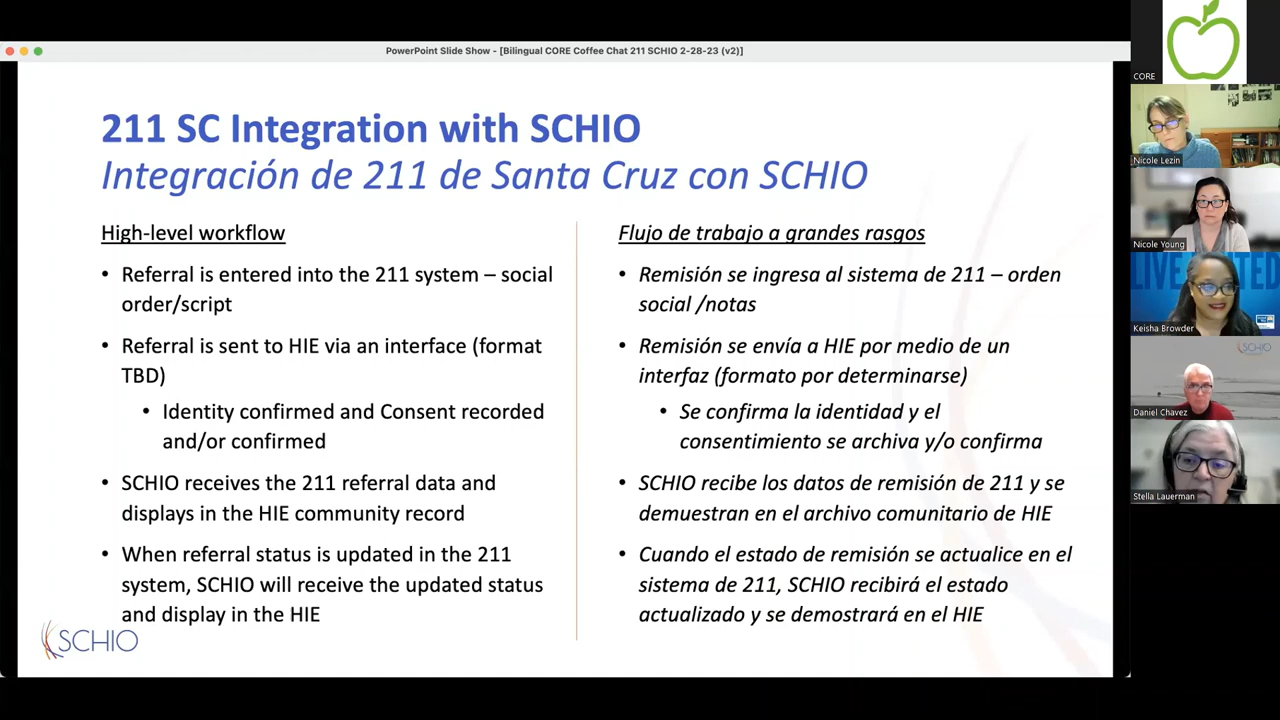 PowerPoint Slide Show - [Bilingual CORE Coffee Chat 211 SCHIO 2-28-23 (v2)]
211 SC Integration with SCHIO
Integración de 211 de Santa Cruz con SCHIO
High-level workflow
• Referral is entered into the 211 system – social
order/script
• Referral is sent to HIE via an interface (format
TBD)
• Identity confirmed and Consent recorded
and/or confirmed
• SCHIO receives the 211 referral data and
displays in the HIE community record
• When referral status is updated in the 211
system, SCHIO will receive the updated status
and display in the HIE
Flujo de trabajo a grandes rasgos
• Remisión se ingresa al sistema de 211 – orden
social /notas
• Remisión se envía a HIE por medio de un
interfaz (formato por determinarse)
• Se confirma la identidad y el
consentimiento se archiva y/o confirma
• SCHIO recibe los datos de remisión de 211 y se
demuestran en el archivo comunitario de HIE
• Cuando el estado de remisión se actualice en el
sistema de 211, SCHIO recibirá el estado
actualizado y se demostrará en el HIE
SCHIO
CORE
Nicole Lezin
Nicole Young
LIVE UNITED
Keisha Browder
SCHIO
Daniel Chavez
Stella Lauerman